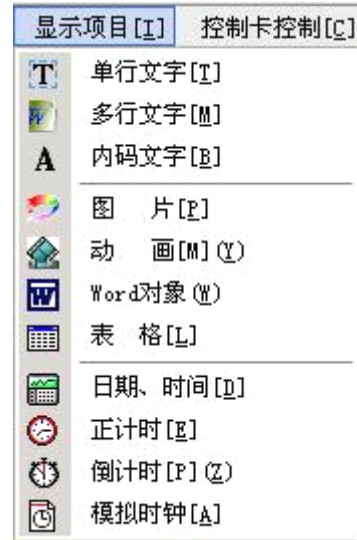 显示项目[I] 控制卡控制[C]
单行文字[T]
多行文字[M]
内码文字[B]
图 片[P]
动 画[M](Y)
Word对象(W)
表 格[L]
日期、时间[D]
正计时[E]
倒计时[P](Z)
模拟时钟[A]